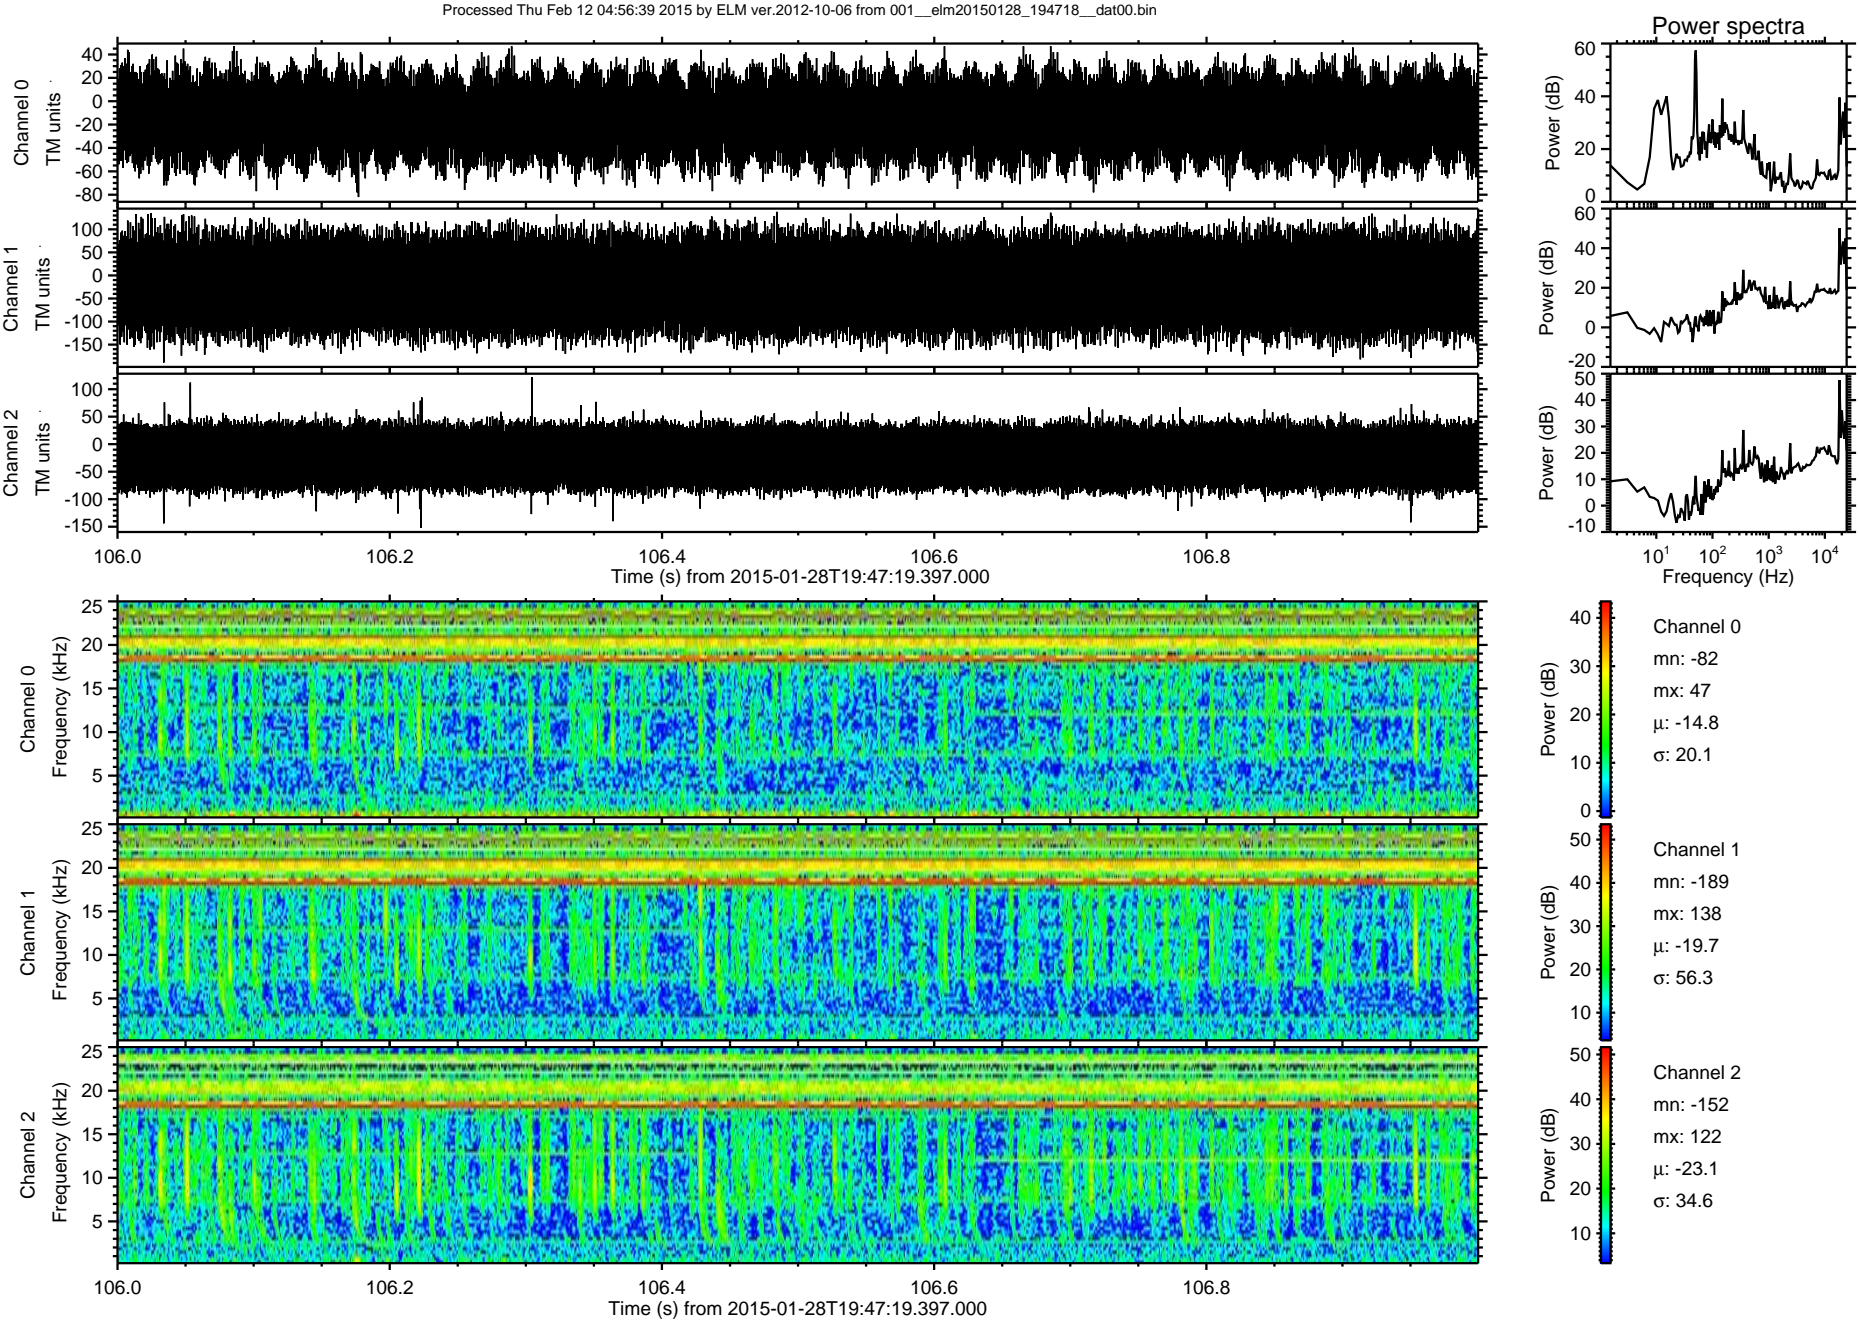 Processed Thu Feb 12 04:56:39 2015 by ELM ver.2012-10-06 from 001__elm20150128_194718__dat00.bin
Power spectra
Channel 0
TM units
40
20
0
-20
-40
-60
-80
Power (dB)
60
40
20
0
Channel 1
TM units
100
50
0
-50
-100
-150
Power (dB)
60
40
20
0
-20
Channel 2
TM units
100
50
0
-50
-100
-150
Power (dB)
50
40
30
20
10
0
-10
106.0 106.2 106.4 106.6 106.8
Time (s) from 2015-01-28T19:47:19.397.000
10^1 10^2 10^3 10^4
Frequency (Hz)
Channel 0
Frequency (kHz)
25
20
15
10
5
Power (dB)
40
30
20
10
0
Channel 0
mn: -82
mx: 47
µ: -14.8
σ: 20.1
Channel 1
Frequency (kHz)
25
20
15
10
5
Power (dB)
50
40
30
20
10
Channel 1
mn: -189
mx: 138
µ: -19.7
σ: 56.3
Channel 2
Frequency (kHz)
25
20
15
10
5
Power (dB)
50
40
30
20
10
Channel 2
mn: -152
mx: 122
µ: -23.1
σ: 34.6
106.0 106.2 106.4 106.6 106.8
Time (s) from 2015-01-28T19:47:19.397.000